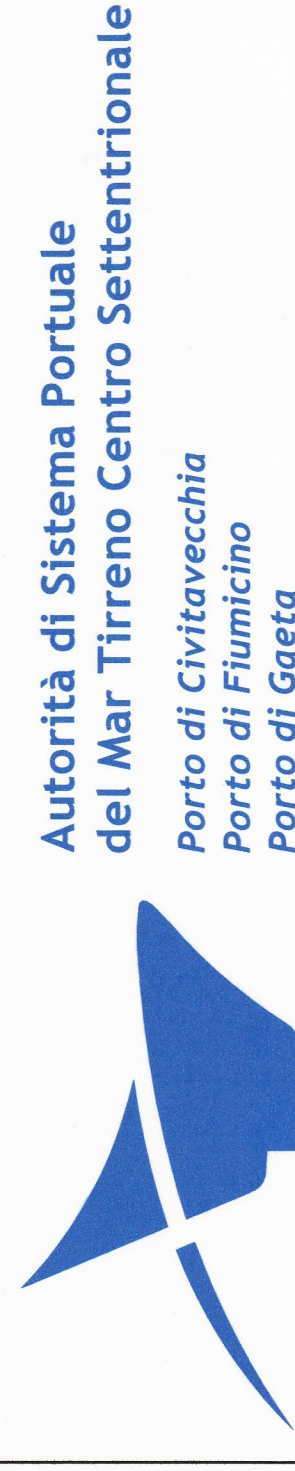 Autorità di Sistema Portuale
del Mar Tirreno Centro Settentrionale
Porto di Civitavecchia
Porto di Fiumicino
Porto di Gaeta